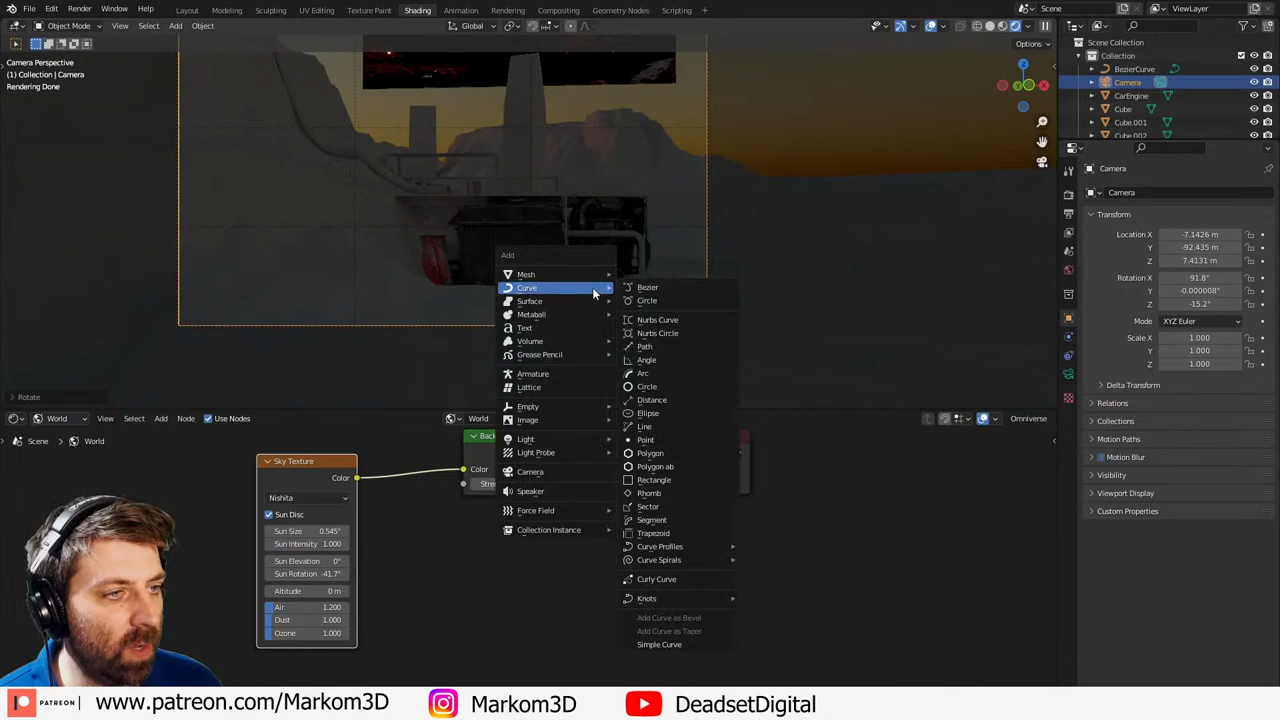 File Edit Render Window Help Layout Modeling Sculpting UV Editing Texture Paint Shading Animation Rendering Compositing Geometry Nodes Scripting Scene ViewLayer
Object Mode View Select Add Object Global Options
Camera Perspective
(1) Collection | Camera
Rendering Done
Z
Y
Scene Collection
Collection
BezierCurve
Camera
CarEngine
Cube
Cube.001
Cube.002
Camera
Camera
Transform
Location X -7.1426 m
Y -92.435 m
Z 7.4131 m
Rotation X 91.8°
Y -0.000008°
Z -15.2°
Mode XYZ Euler
Scale X 1.000
Y 1.000
Z 1.000
Delta Transform
Relations
Collections
Motion Paths
Motion Blur
Visibility
Viewport Display
Custom Properties
Add
Mesh
Curve
Surface
Metaball
Text
Volume
Grease Pencil
Armature
Lattice
Empty
Image
Light
Light Probe
Camera
Speaker
Force Field
Collection Instance
Bezier
Circle
Nurbs Curve
Nurbs Circle
Path
Angle
Arc
Circle
Distance
Ellipse
Line
Point
Polygon
Polygon ab
Rectangle
Rhomb
Sector
Segment
Trapezoid
Curve Profiles
Curve Spirals
Curly Curve
Knots
Add Curve as Bevel
Add Curve as Taper
Simple Curve
Rotate
World View Select Add Node Use Nodes World Omniverse
Scene World
Sky Texture
Color
Nishita
Sun Disc
Sun Size 0.545°
Sun Intensity 1.000
Sun Elevation 0°
Sun Rotation -41.7°
Altitude 0 m
Air 1.200
Dust 1.000
Ozone 1.000
Back
Color
Stre
PATREON www.patreon.com/Markom3D Markom3D DeadsetDigital